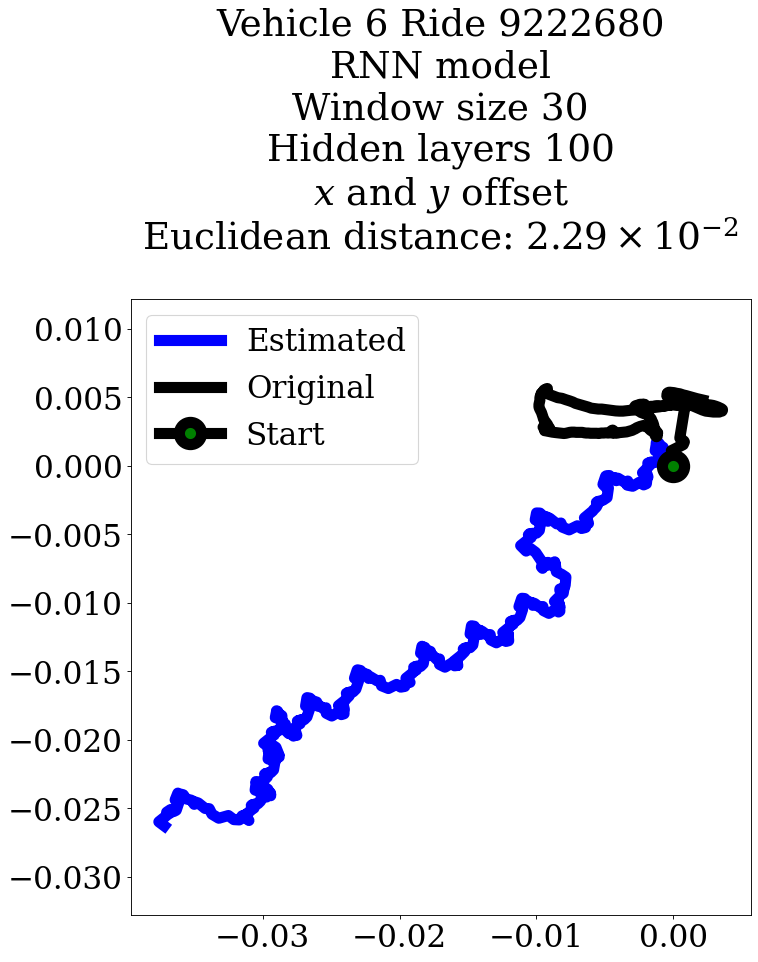 Vehicle 6 Ride 9222680
RNN model
Window size 30
Hidden layers 100
x and y offset
Euclidean distance: 2.29 × 10⁻²
Estimated
Original
Start
0.010
0.005
0.000
−0.005
−0.010
−0.015
−0.020
−0.025
−0.030
−0.03 −0.02 −0.01 0.00